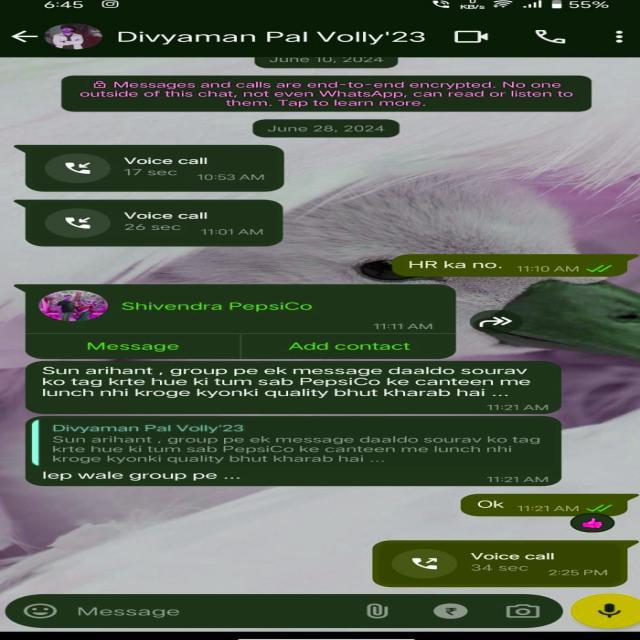 6:45
KB/s
55%
Divyaman Pal Volly'23
June 10, 2024
Messages and calls are end-to-end encrypted. No one
outside of this chat, not even WhatsApp, can read or listen to
them. Tap to learn more.
June 28, 2024
Voice call
17 sec
10:53 AM
Voice call
26 sec
11:01 AM
HR ka no.
11:10 AM
Shivendra PepsiCo
11:11 AM
Message
Add contact
Sun arihant , group pe ek message daaldo sourav
ko tag krte hue ki tum sab PepsiCo ke canteen me
lunch nhi kroge kyonki quality bhut kharab hai ...
11:21 AM
Divyaman Pal Volly'23
Sun arihant , group pe ek message daaldo sourav ko tag
krte hue ki tum sab PepsiCo ke canteen me lunch nhi
kroge kyonki quality bhut kharab hai ...
Iep wale group pe ...
11:21 AM
Ok
11:21 AM
Voice call
34 sec
2:25 PM
Message
₹